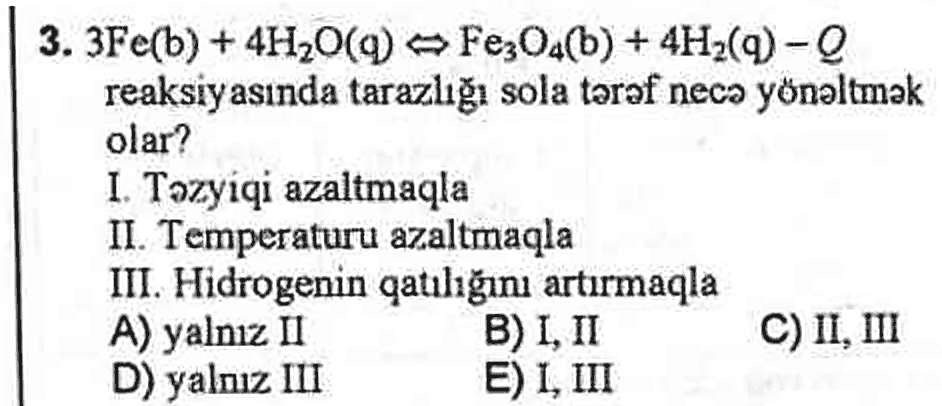 3. 3Fe(b) + 4H₂O(q) ⇔ Fe₃O₄(b) + 4H₂(q) – Q
reaksiyasında tarazlığı sola tərəf necə yönəltmək
olar?
I. Təzyiqi azaltmaqla
II. Temperaturu azaltmaqla
III. Hidrogenin qatılığını artırmaqla
A) yalnız II B) I, II C) II, III
D) yalnız III E) I, III